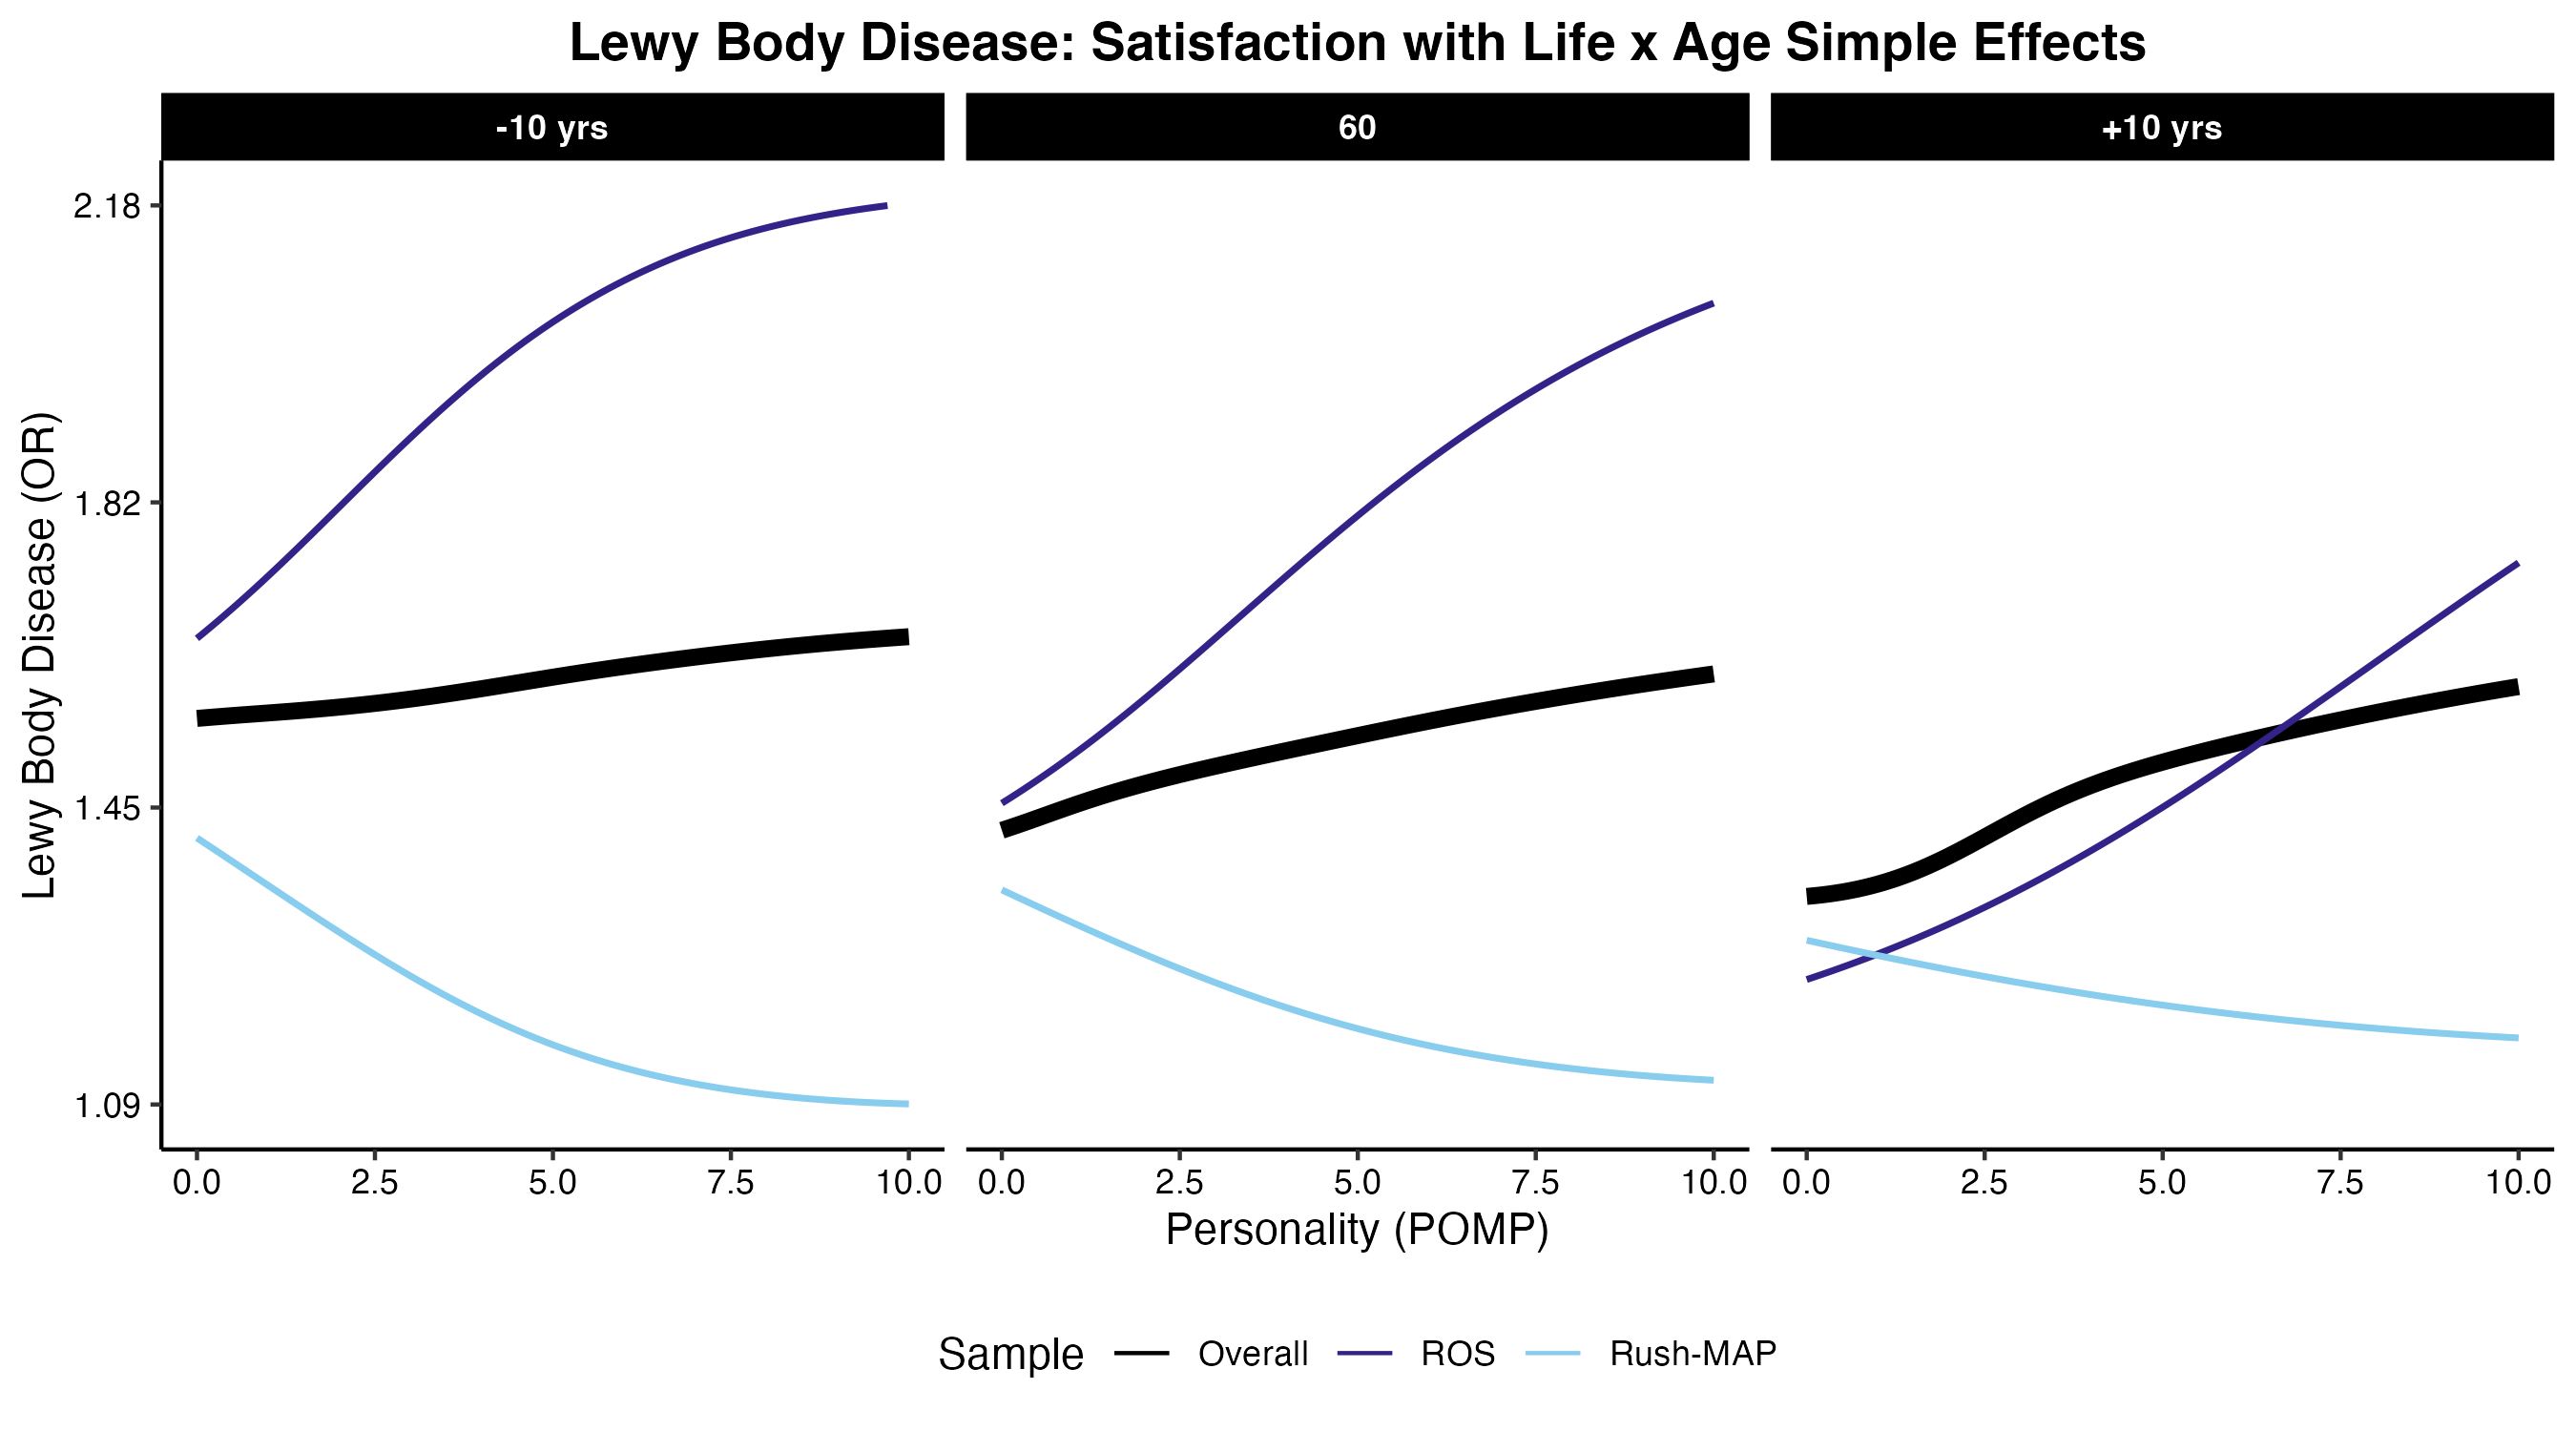 Lewy Body Disease: Satisfaction with Life x Age Simple Effects
-10 yrs
60
+10 yrs
Lewy Body Disease (OR)
2.18
1.82
1.45
1.09
0.0 2.5 5.0 7.5 10.0
0.0 2.5 5.0 7.5 10.0
0.0 2.5 5.0 7.5 10.0
Personality (POMP)
Sample Overall ROS Rush-MAP